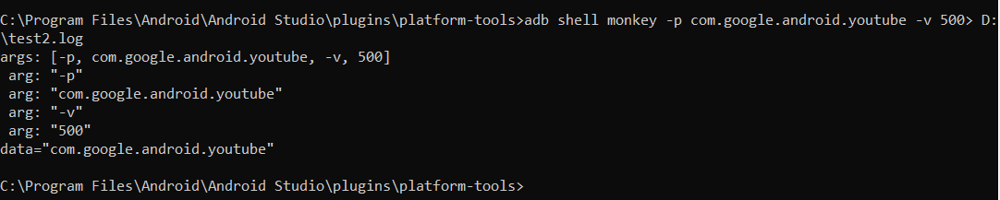 C:\Program Files\Android\Android Studio\plugins\platform-tools>adb shell monkey -p com.google.android.youtube -v 500> D:
\test2.log
args: [-p, com.google.android.youtube, -v, 500]
 arg: "-p"
 arg: "com.google.android.youtube"
 arg: "-v"
 arg: "500"
data="com.google.android.youtube"

C:\Program Files\Android\Android Studio\plugins\platform-tools>